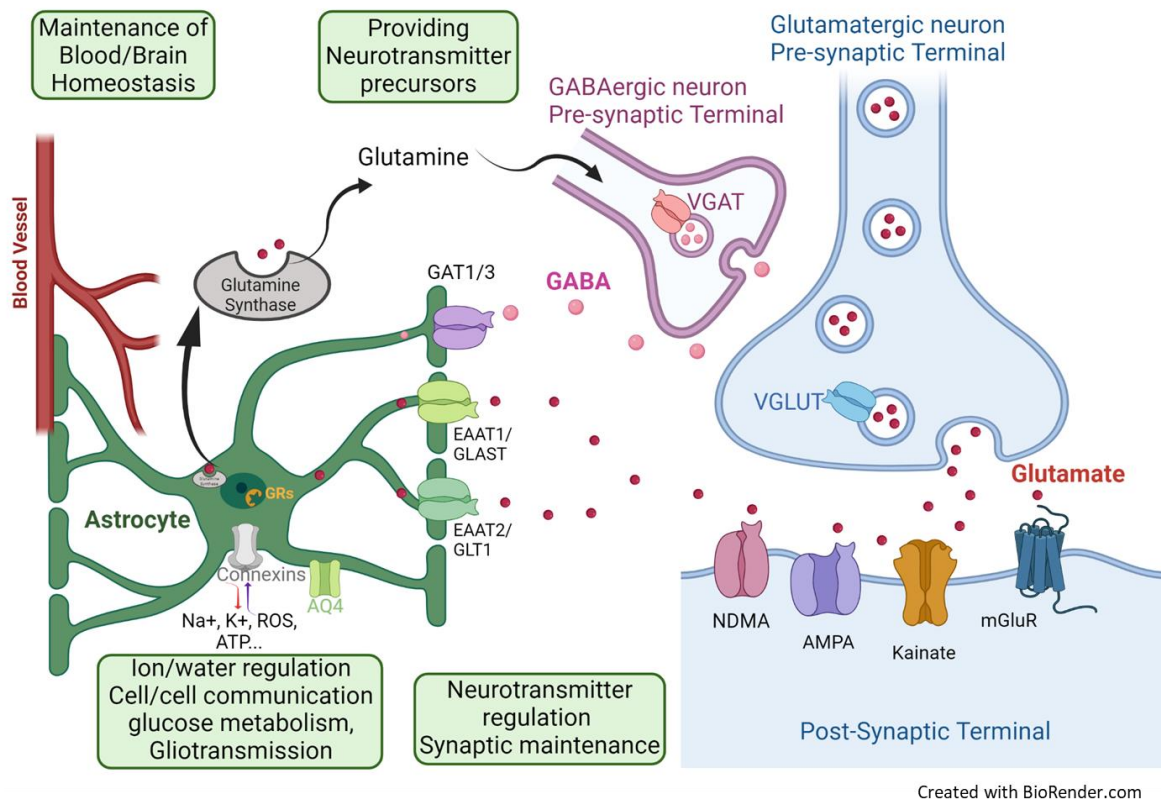 Maintenance of
Blood/Brain
Homeostasis
Providing
Neurotransmitter
precursors
Glutamatergic neuron
Pre-synaptic Terminal
GABAergic neuron
Pre-synaptic Terminal
Glutamine
Blood Vessel
VGAT
Glutamine
Synthase
GAT1/3
GABA
VGLUT
EAAT1/
GLAST
Glutamate
Glutamine
Synthase
GRs
Astrocyte
EAAT2/
GLT1
Connexins
AQ4
Na+, K+, ROS,
ATP...
NDMA
AMPA
Kainate
mGluR
Ion/water regulation
Cell/cell communication
glucose metabolism,
Gliotransmission
Neurotransmitter
regulation
Synaptic maintenance
Post-Synaptic Terminal
Created with BioRender.com